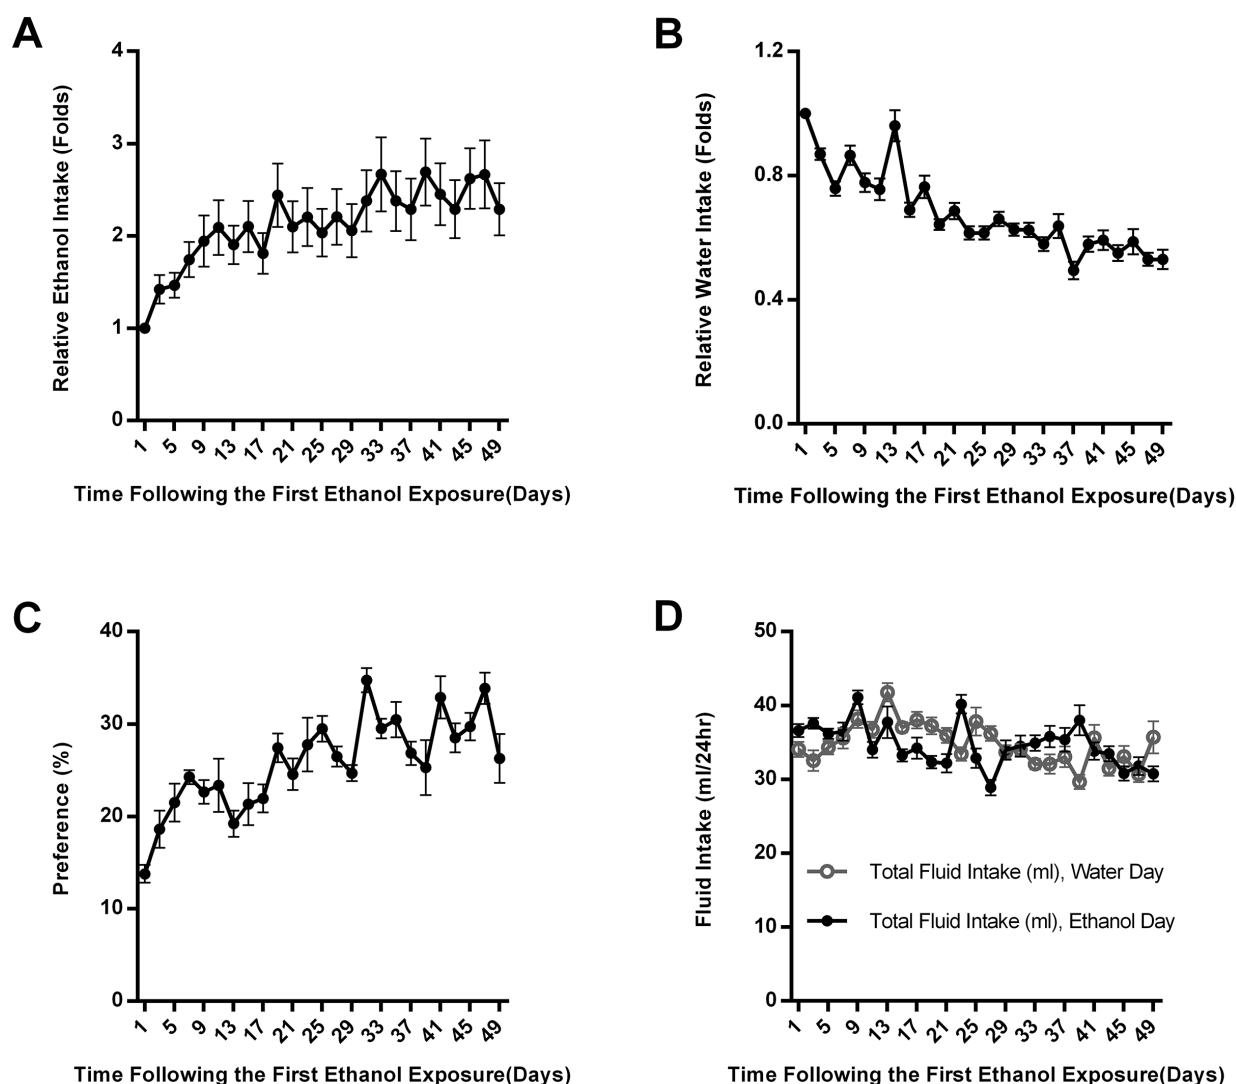 A
Relative Ethanol Intake (Folds)
4
3
2
1
0
1 5 9 13 17 21 25 29 33 37 41 45 49
Time Following the First Ethanol Exposure(Days)
B
Relative Water Intake (Folds)
1.2
0.8
0.4
0.0
1 5 9 13 17 21 25 29 33 37 41 45 49
Time Following the First Ethanol Exposure(Days)
C
Preference (%)
40
30
20
10
0
1 5 9 13 17 21 25 29 33 37 41 45 49
Time Following the First Ethanol Exposure(Days)
D
Fluid Intake (ml/24hr)
50
40
30
20
10
0
Total Fluid Intake (ml), Water Day
Total Fluid Intake (ml), Ethanol Day
1 5 9 13 17 21 25 29 33 37 41 45 49
Time Following the First Ethanol Exposure(Days)